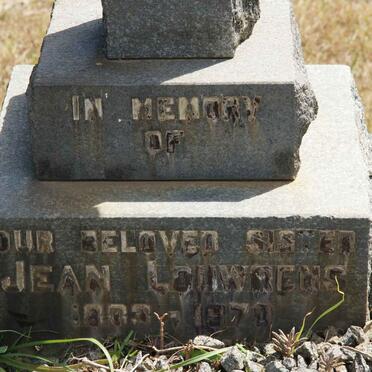 IN MEMORY
OF
OUR BELOVED SISTER
JEAN LOUWRENS